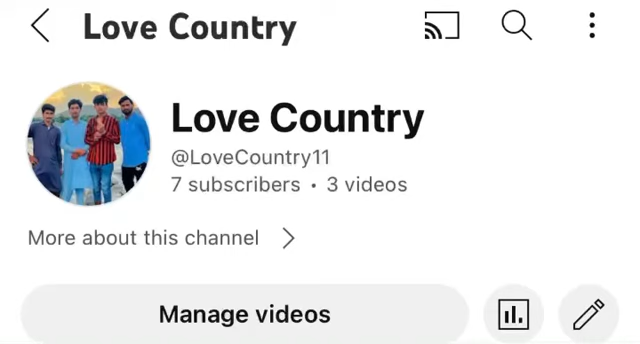 Love Country
Love Country
@LoveCountry11
7 subscribers • 3 videos
More about this channel
Manage videos